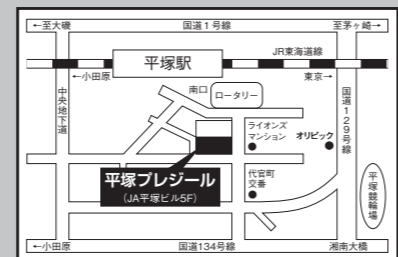 ←至大磯
国道1号線
至茅ヶ崎→
JR東海道線
平塚駅
←小田原
東京→
南口
ロータリー
中央地下道
国道129号線
ライオンズ
マンション
オリピック
平塚プレジール
(JA平塚ビル5F)
代官町
交番
平塚競輪場
←小田原
国道134号線
湘南大橋